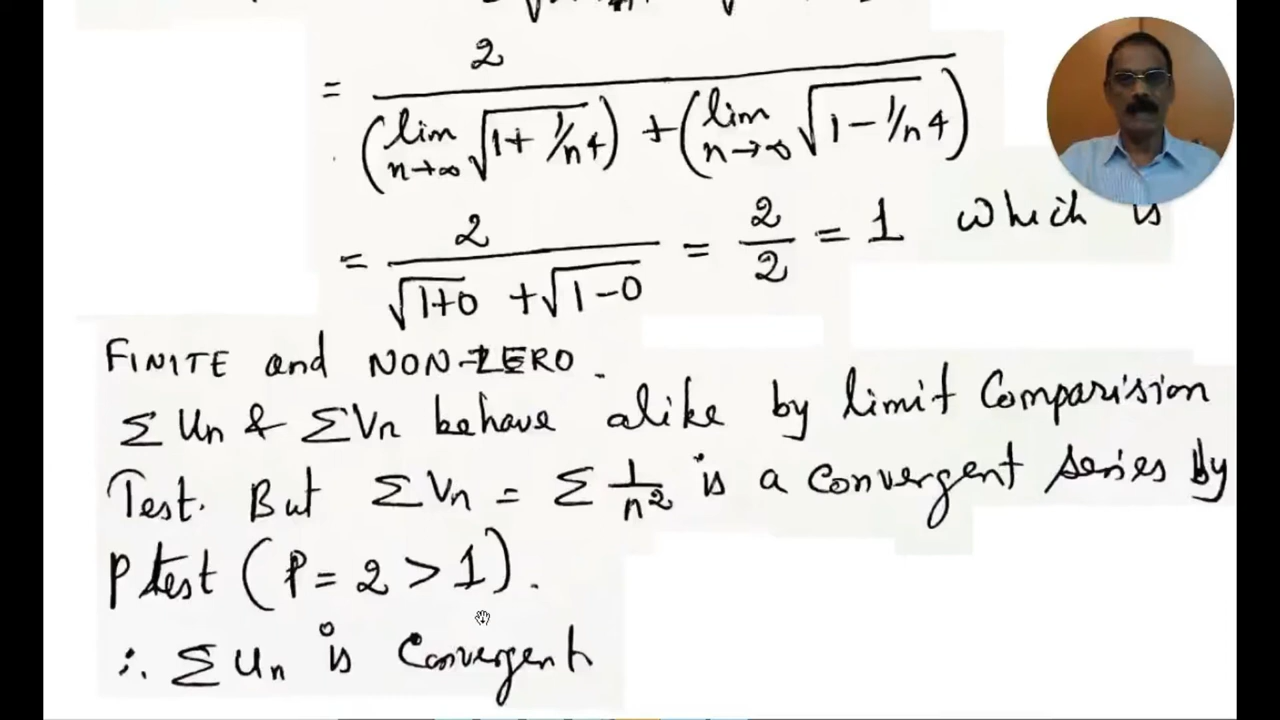 = 2 / ((lim n→∞ √1+1/n4) + (lim n→∞ √1-1/n4))
= 2 / (√1+0 + √1-0) = 2/2 = 1 which is
FINITE and NON-ZERO.
Σ Un & ΣVn behave alike by limit Comparision
Test. But ΣVn = Σ 1/n² is a Convergent series by
P test (P = 2 > 1).
∴ Σ Un is Convergent